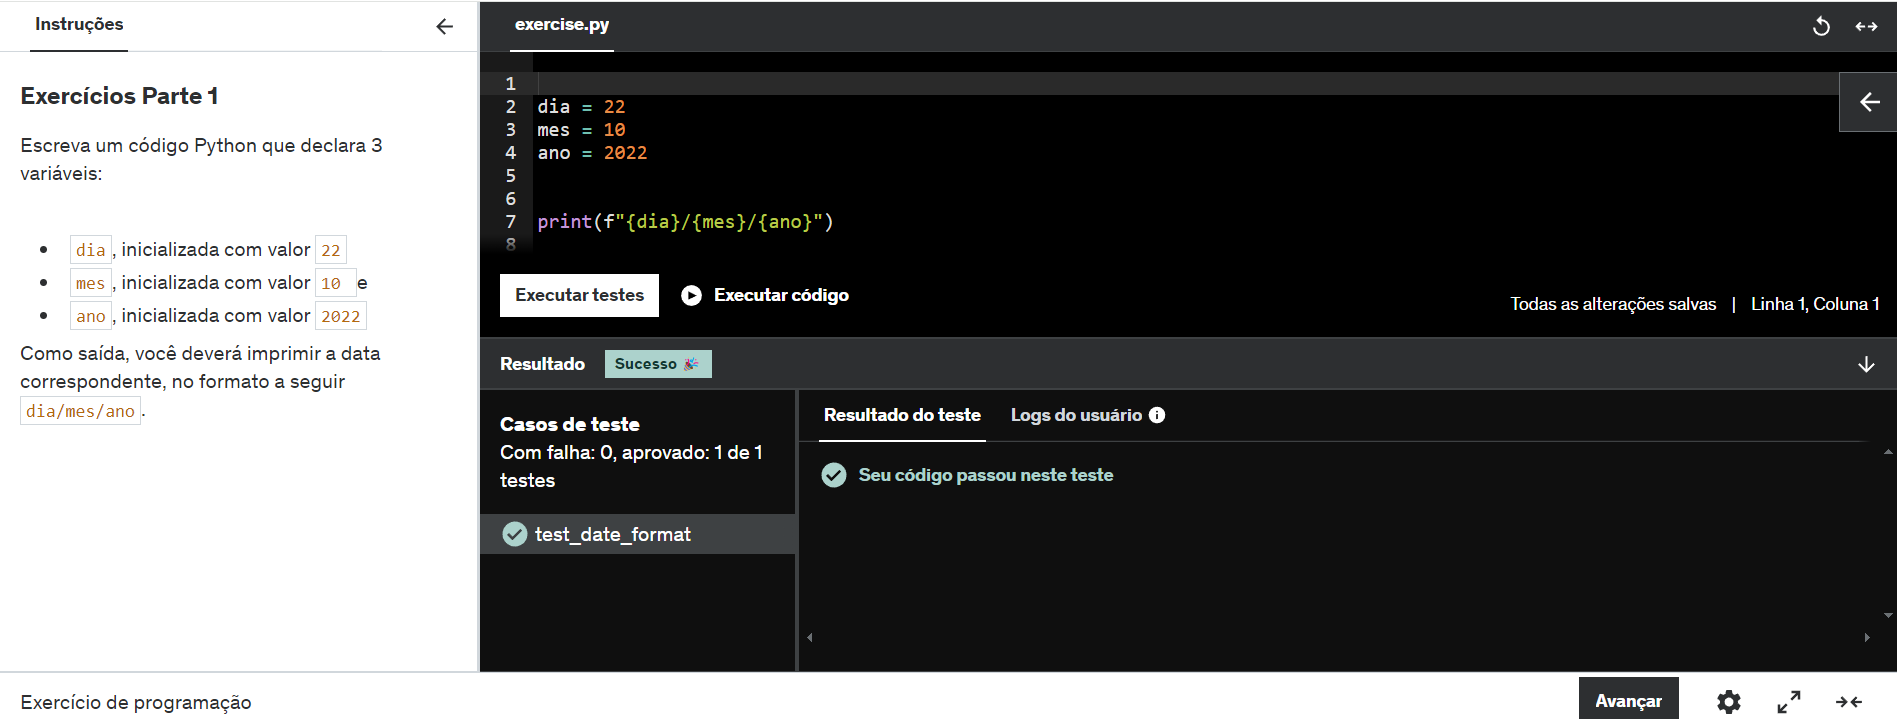 Instruções
Exercícios Parte 1
Escreva um código Python que declara 3
variáveis:
dia, inicializada com valor 22
mes, inicializada com valor 10 e
ano, inicializada com valor 2022
Como saída, você deverá imprimir a data
correspondente, no formato a seguir
dia/mes/ano.
exercise.py
1
2 dia = 22
3 mes = 10
4 ano = 2022
5
6
7 print(f"{dia}/{mes}/{ano}")
8
Executar testes Executar código
Todas as alterações salvas | Linha 1, Coluna 1
Resultado Sucesso 🎉
Casos de teste
Com falha: 0, aprovado: 1 de 1
testes
test_date_format
Resultado do teste Logs do usuário
Seu código passou neste teste
Exercício de programação
Avançar